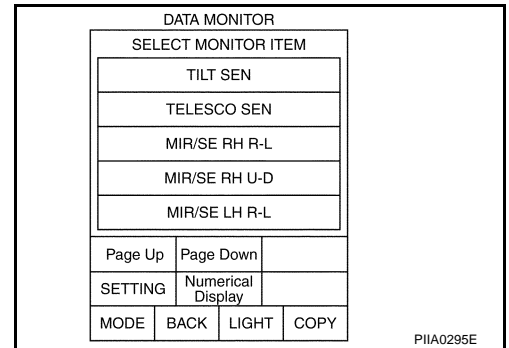 DATA MONITOR
SELECT MONITOR ITEM
TILT SEN
TELESCO SEN
MIR/SE RH R-L
MIR/SE RH U-D
MIR/SE LH R-L
Page Up Page Down
SETTING Numerical Display
MODE BACK LIGHT COPY
PIIA0295E